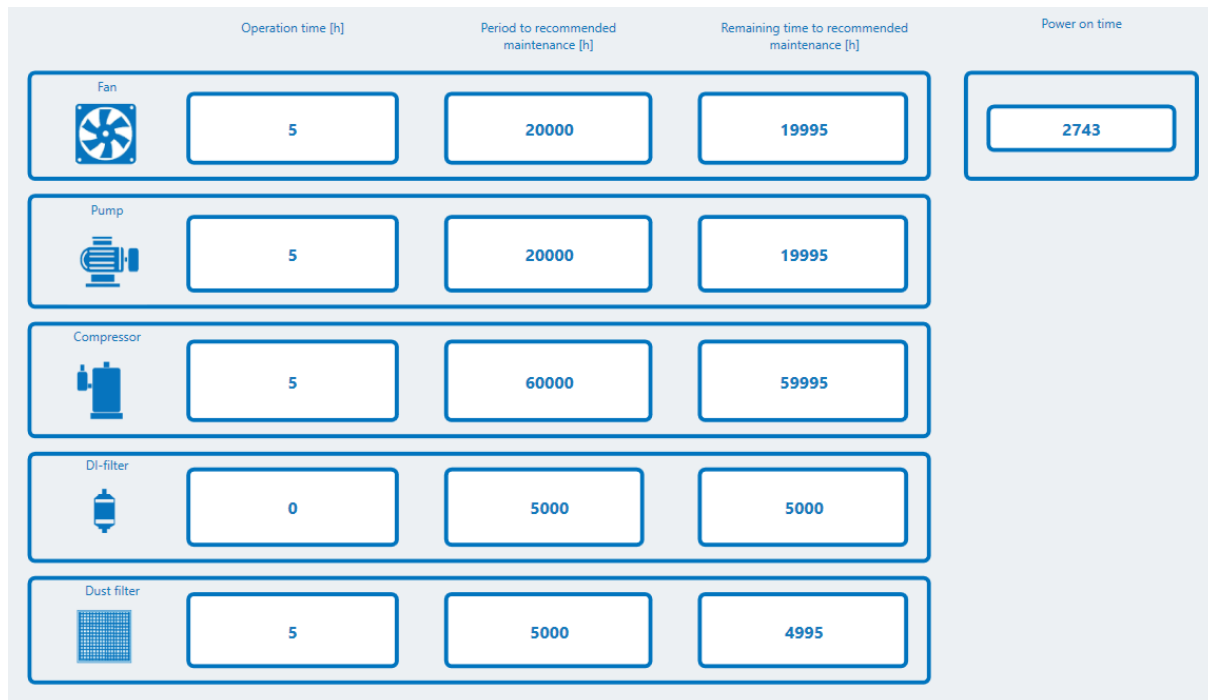 Operation time [h]
Period to recommended
maintenance [h]
Remaining time to recommended
maintenance [h]
Power on time
Fan
5
20000
19995
2743
Pump
5
20000
19995
Compressor
5
60000
59995
DI-filter
0
5000
5000
Dust filter
5
5000
4995